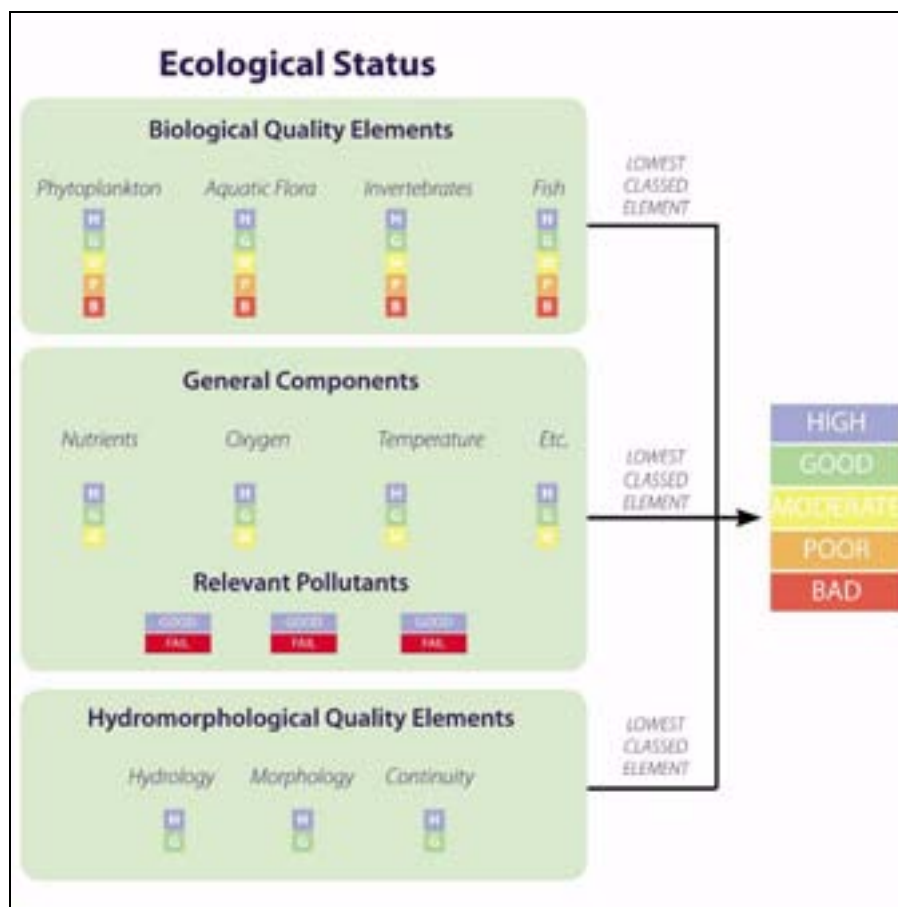 Ecological Status
Biological Quality Elements
Phytoplankton Aquatic Flora Invertebrates Fish
H H H H
G G G G
M M M M
P P P P
B B B B
LOWEST
CLASSED
ELEMENT
General Components
Nutrients Oxygen Temperature Etc.
H H H H
G G G G
M M M M
LOWEST
CLASSED
ELEMENT
Relevant Pollutants
GOOD GOOD GOOD
FAIL FAIL FAIL
Hydromorphological Quality Elements
Hydrology Morphology Continuity
H H H
G G G
LOWEST
CLASSED
ELEMENT
HIGH
GOOD
MODERATE
POOR
BAD